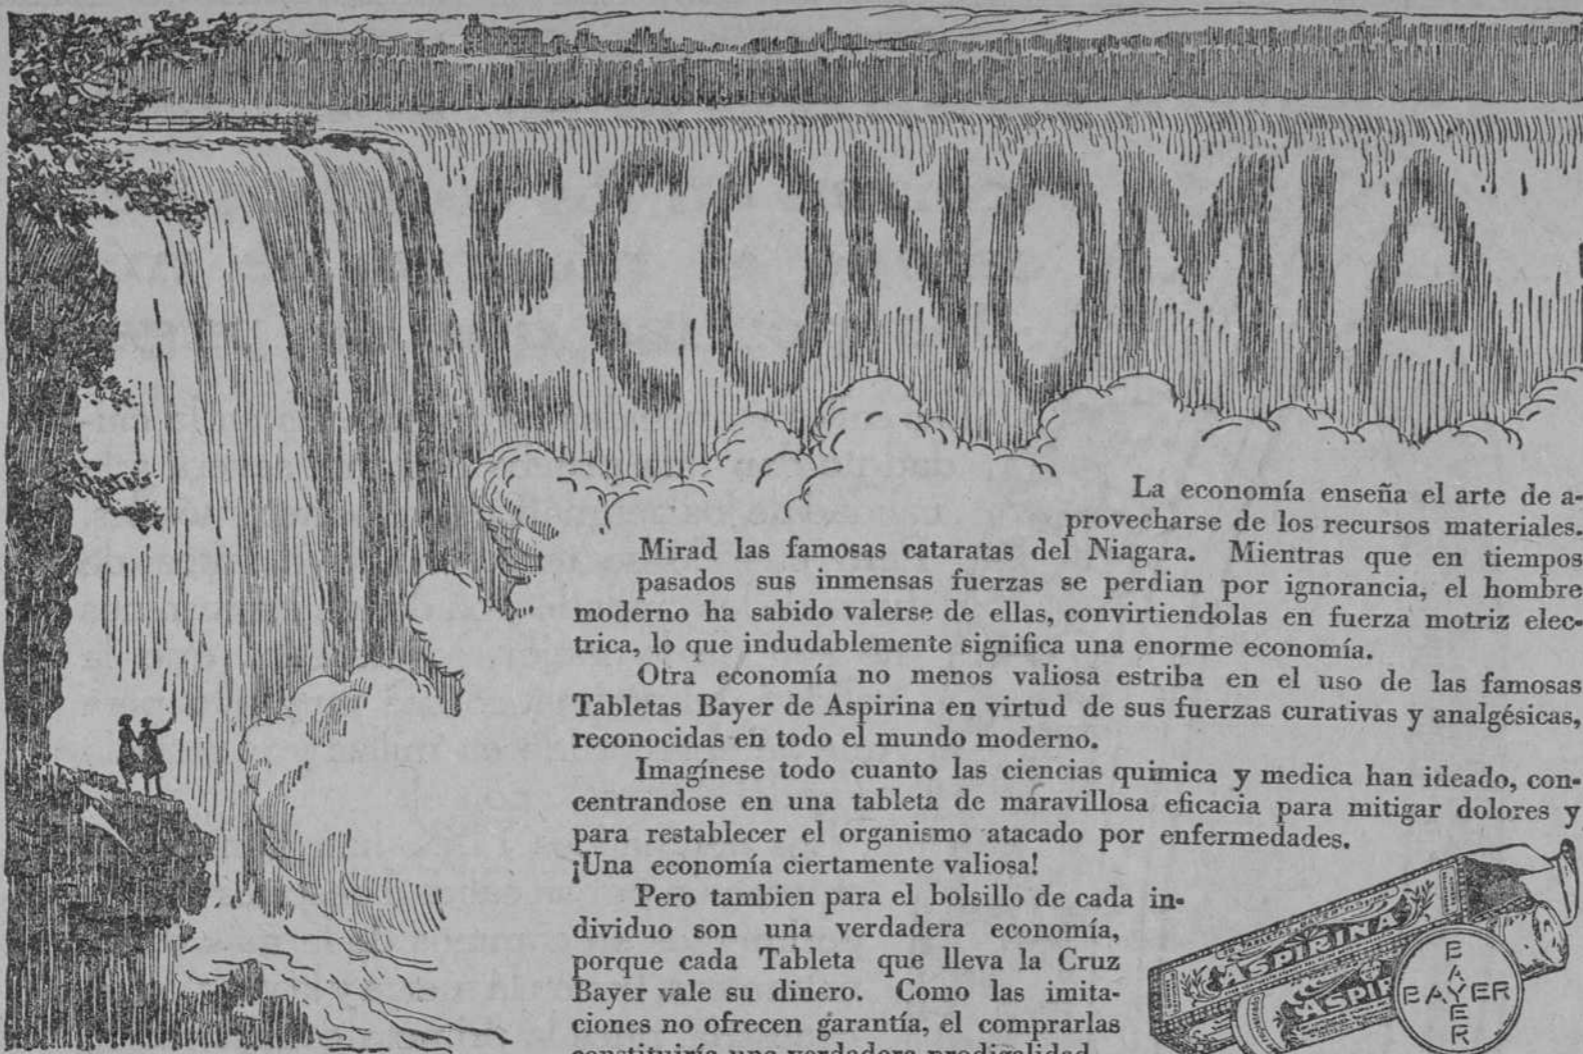 ECONOMIA
La economía enseña el arte de a-
provecharse de los recursos materiales.
Mirad las famosas cataratas del Niagara. Mientras que en tiempos
pasados sus inmensas fuerzas se perdian por ignorancia, el hombre
moderno ha sabido valerse de ellas, convirtiendolas en fuerza motriz elec-
trica, lo que indudablemente significa una enorme economía.
Otra economía no menos valiosa estriba en el uso de las famosas
Tabletas Bayer de Aspirina en virtud de sus fuerzas curativas y analgésicas,
reconocidas en todo el mundo moderno.
Imagínese todo cuanto las ciencias quimica y medica han ideado, con-
centrandose en una tableta de maravillosa eficacia para mitigar dolores y
para restablecer el organismo atacado por enfermedades.
¡Una economía ciertamente valiosa!
Pero tambien para el bolsillo de cada in-
dividuo son una verdadera economía,
porque cada Tableta que lleva la Cruz
Bayer vale su dinero. Como las imita-
ciones no ofrecen garantía, el comprarlas
constituiría una verdadera prodigalidad.
ASPIRINA
ASPIR
BAYER
BAYER